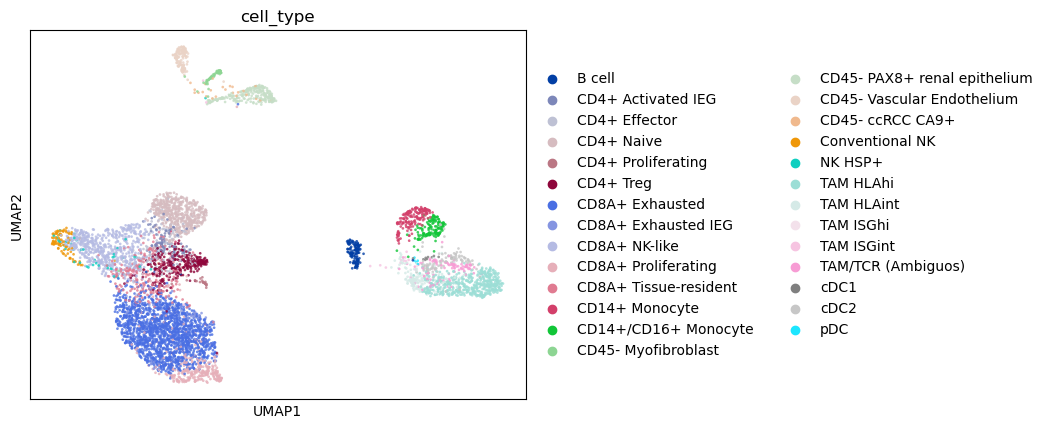 cell_type
UMAP2
UMAP1
B cell
CD4+ Activated IEG
CD4+ Effector
CD4+ Naive
CD4+ Proliferating
CD4+ Treg
CD8A+ Exhausted
CD8A+ Exhausted IEG
CD8A+ NK-like
CD8A+ Proliferating
CD8A+ Tissue-resident
CD14+ Monocyte
CD14+/CD16+ Monocyte
CD45- Myofibroblast
CD45- PAX8+ renal epithelium
CD45- Vascular Endothelium
CD45- ccRCC CA9+
Conventional NK
NK HSP+
TAM HLAhi
TAM HLAint
TAM ISGhi
TAM ISGint
TAM/TCR (Ambiguos)
cDC1
cDC2
pDC